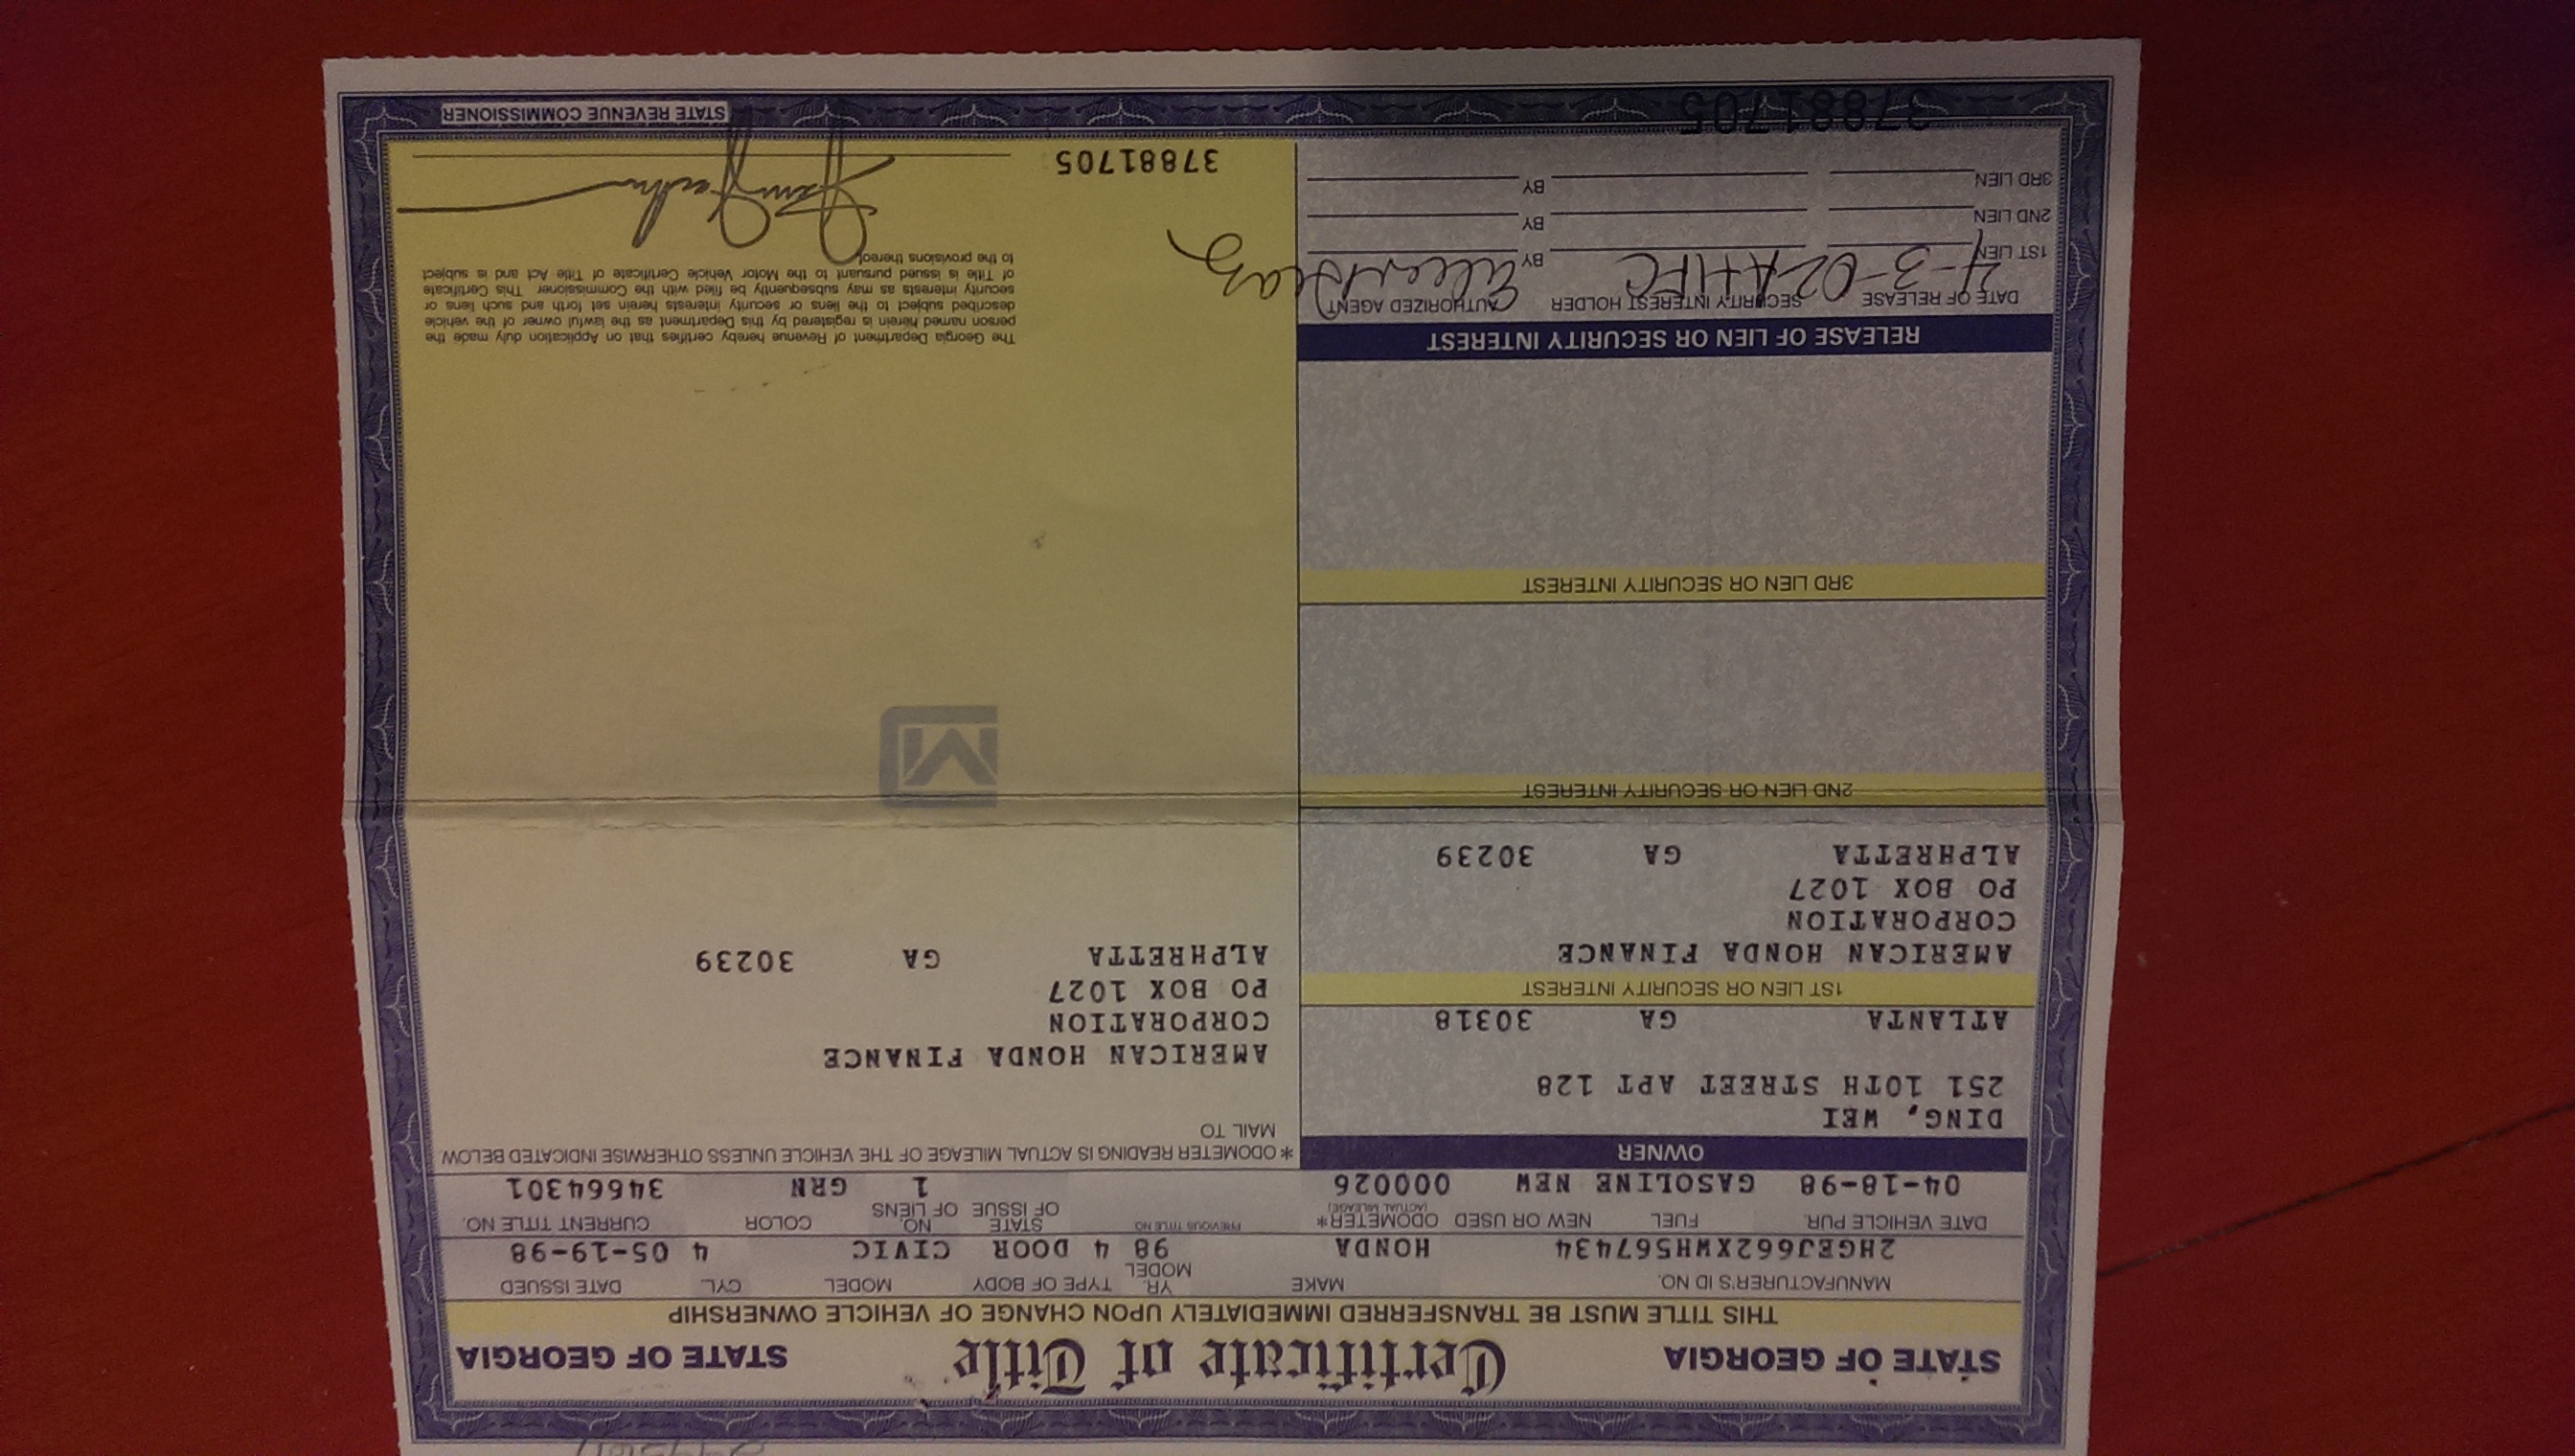 STATE OF GEORGIA Certificate of Title STATE OF GEORGIA
THIS TITLE MUST BE TRANSFERRED IMMEDIATELY UPON CHANGE OF VEHICLE OWNERSHIP
MANUFACTURER'S ID NO. MAKE YR. MODEL TYPE OF BODY MODEL CYL. DATE ISSUED
2HGEJ662XWH567434 HONDA 98 4 DOOR CIVIC 4 05-19-98
DATE VEHICLE PUR. FUEL NEW OR USED ODOMETER* (ACTUAL MILEAGE) PREVIOUS TITLE NO. STATE OF ISSUE NO. OF LIENS COLOR CURRENT TITLE NO.
04-18-98 GASOLINE NEW 000026 1 GRN 34664301
OWNER
DING, WEI
251 10TH STREET APT 128
ATLANTA GA 30318
1ST LIEN OR SECURITY INTEREST
AMERICAN HONDA FINANCE
CORPORATION
PO BOX 1027
ALPHRETTA GA 30239
2ND LIEN OR SECURITY INTEREST
3RD LIEN OR SECURITY INTEREST
RELEASE OF LIEN OR SECURITY INTEREST
DATE OF RELEASE SECURITY INTEREST HOLDER AUTHORIZED AGENT
1ST LIEN 4-3-02 AHFC BY
2ND LIEN BY
3RD LIEN BY
37881705
*ODOMETER READING IS ACTUAL MILEAGE OF THE VEHICLE UNLESS OTHERWISE INDICATED BELOW
MAIL TO
AMERICAN HONDA FINANCE
CORPORATION
PO BOX 1027
ALPHRETTA GA 30239
The Georgia Department of Revenue hereby certifies that on Application duly made the
person named herein is registered by this Department as the lawful owner of the vehicle
described subject to the liens or security interests herein set forth and such liens or
security interests as may subsequently be filed with the Commissioner. This Certificate
of Title is issued pursuant to the Motor Vehicle Certificate of Title Act and is subject
to the provisions thereof.
37881705
STATE REVENUE COMMISSIONER